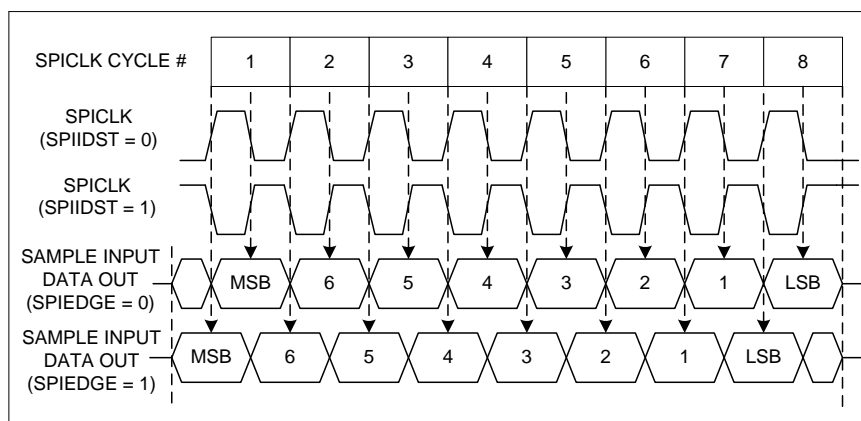 SPICLK CYCLE # 1 2 3 4 5 6 7 8
SPICLK
(SPIIDST = 0)
SPICLK
(SPIIDST = 1)
SAMPLE INPUT
DATA OUT
(SPIEDGE = 0)
MSB 6 5 4 3 2 1 LSB
SAMPLE INPUT
DATA OUT
(SPIEDGE = 1)
MSB 6 5 4 3 2 1 LSB